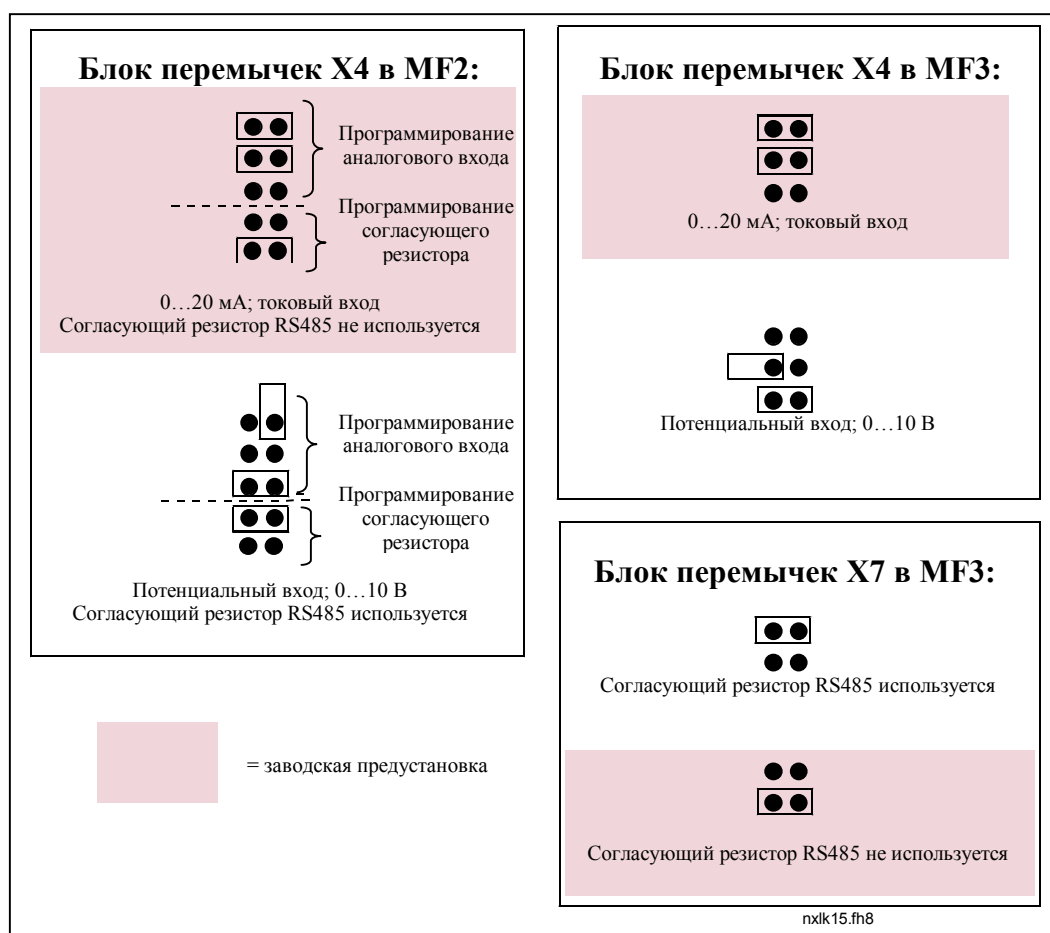 Блок перемычек X4 в MF2:
Программирование
аналогового входа
Программирование
согласующего
резистора
0…20 мА; токовый вход
Согласующий резистор RS485 не используется
Программирование
аналогового входа
Программирование
согласующего
резистора
Потенциальный вход; 0…10 В
Согласующий резистор RS485 используется
= заводская предустановка
Блок перемычек X4 в MF3:
0…20 мА; токовый вход
Потенциальный вход; 0…10 В
Блок перемычек X7 в MF3:
Согласующий резистор RS485 используется
Согласующий резистор RS485 не используется
nxlk15.fh8